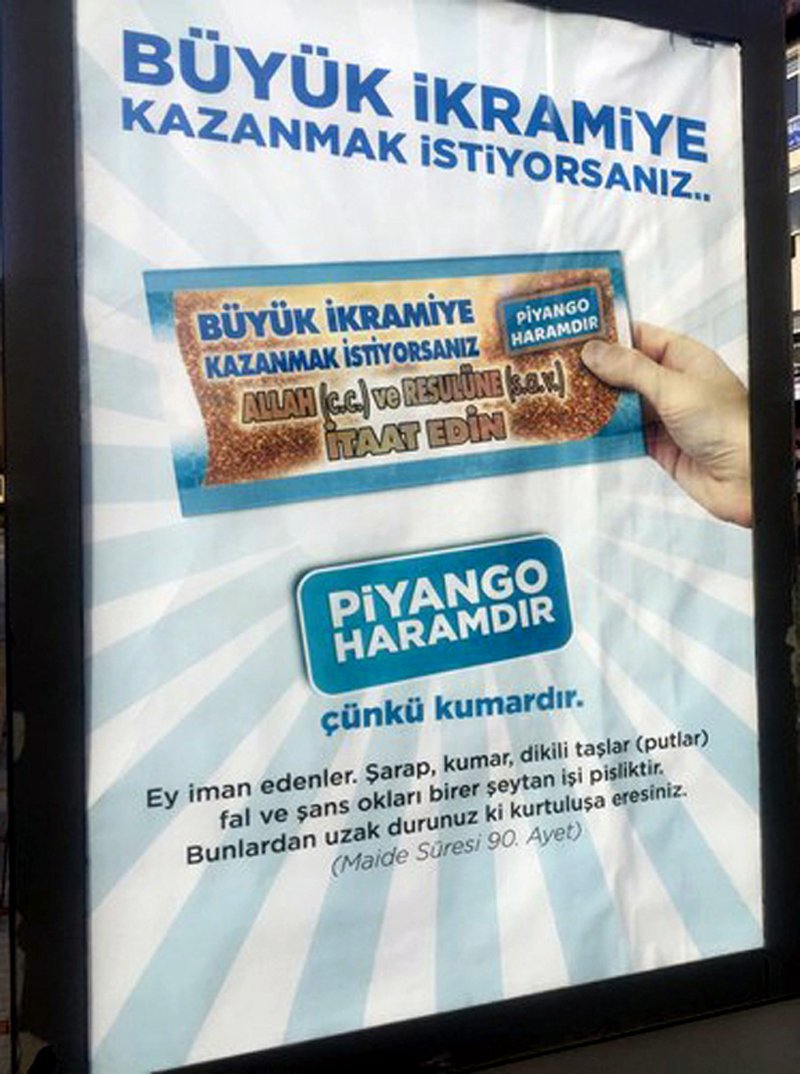 BÜYÜK İKRAMİYE
KAZANMAK İSTİYORSANIZ..
BÜYÜK İKRAMİYE
KAZANMAK İSTİYORSANIZ
PİYANGO
HARAMDIR
ALLAH (c.c.) ve RESULÜNE (s.a.v.)
İTAAT EDİN
PİYANGO
HARAMDIR
çünkü kumardır.
Ey iman edenler. Şarap, kumar, dikili taşlar (putlar)
fal ve şans okları birer şeytan işi pisliktir.
Bunlardan uzak durunuz ki kurtuluşa eresiniz.
(Maide Sûresi 90. Ayet)